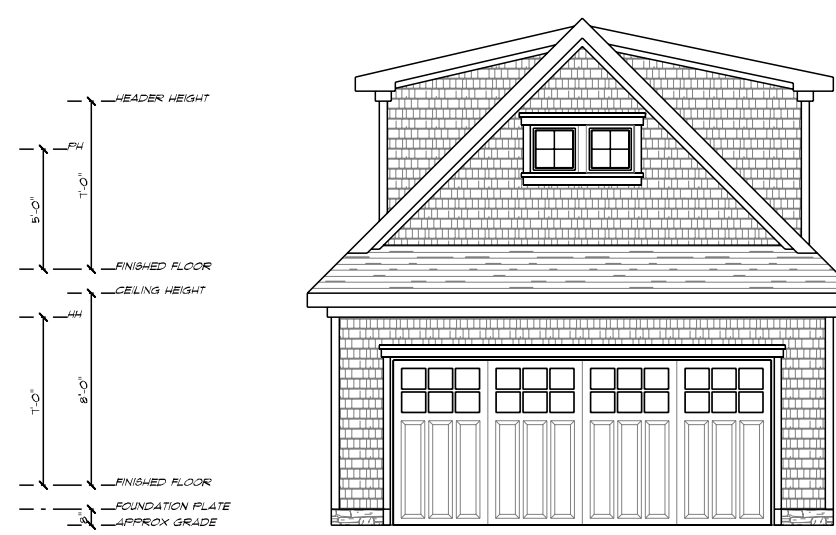 HEADER HEIGHT
PH
7'-0"
5'-0"
FINISHED FLOOR
CEILING HEIGHT
HH
7'-0"
8'-0"
FINISHED FLOOR
FOUNDATION PLATE
8"
APPROX GRADE